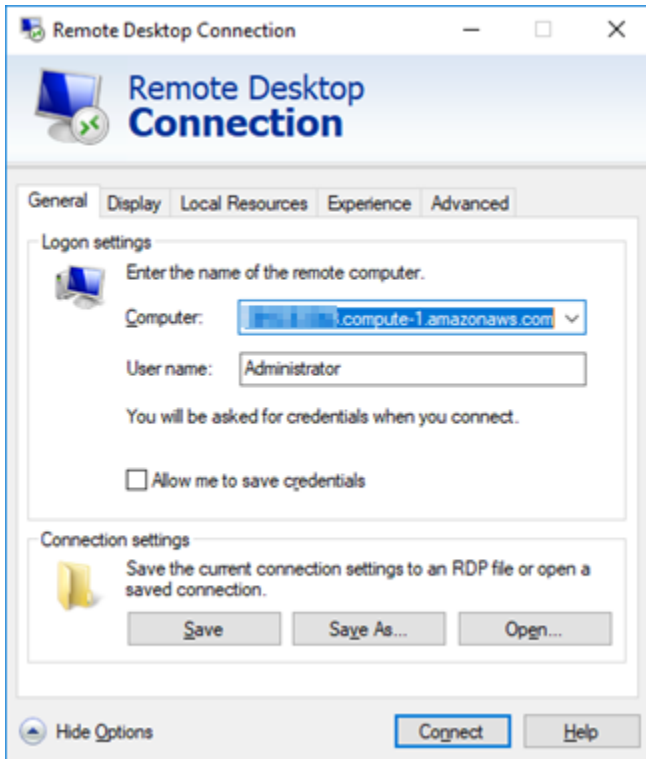 Remote Desktop Connection
Remote Desktop
Connection
General Display Local Resources Experience Advanced
Logon settings
Enter the name of the remote computer.
Computer: .compute-1.amazonaws.com
User name: Administrator
You will be asked for credentials when you connect.
Allow me to save credentials
Connection settings
Save the current connection settings to an RDP file or open a
saved connection.
Save Save As... Open...
Hide Options Connect Help